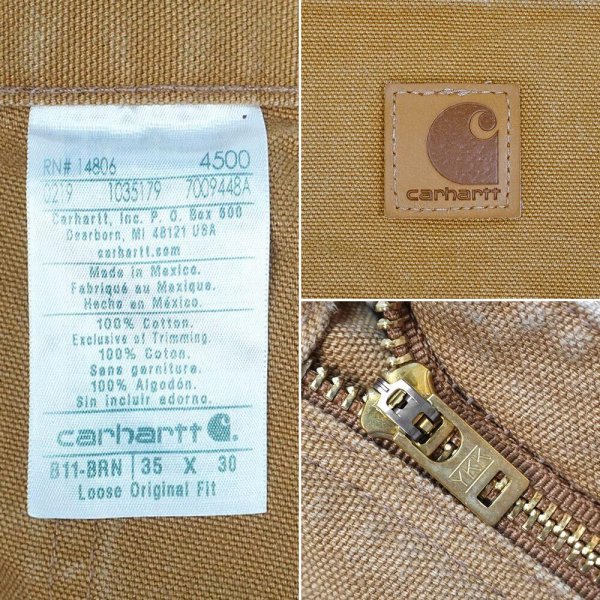 RN# 14806 4500
0219 1035179 7009448A
Carhartt, Inc. P.O. Box 600
Dearborn, MI 48121 USA
carhartt.com
Made in Mexico.
Fabriqué au Mexique.
Hecho en México.
100% Cotton.
Exclusive of Trimming.
100% Coton.
Sans garniture.
100% Algodón.
Sin incluir adorno.
carhartt
B11-BRN 35 X 30
Loose Original Fit
carhartt
YKK